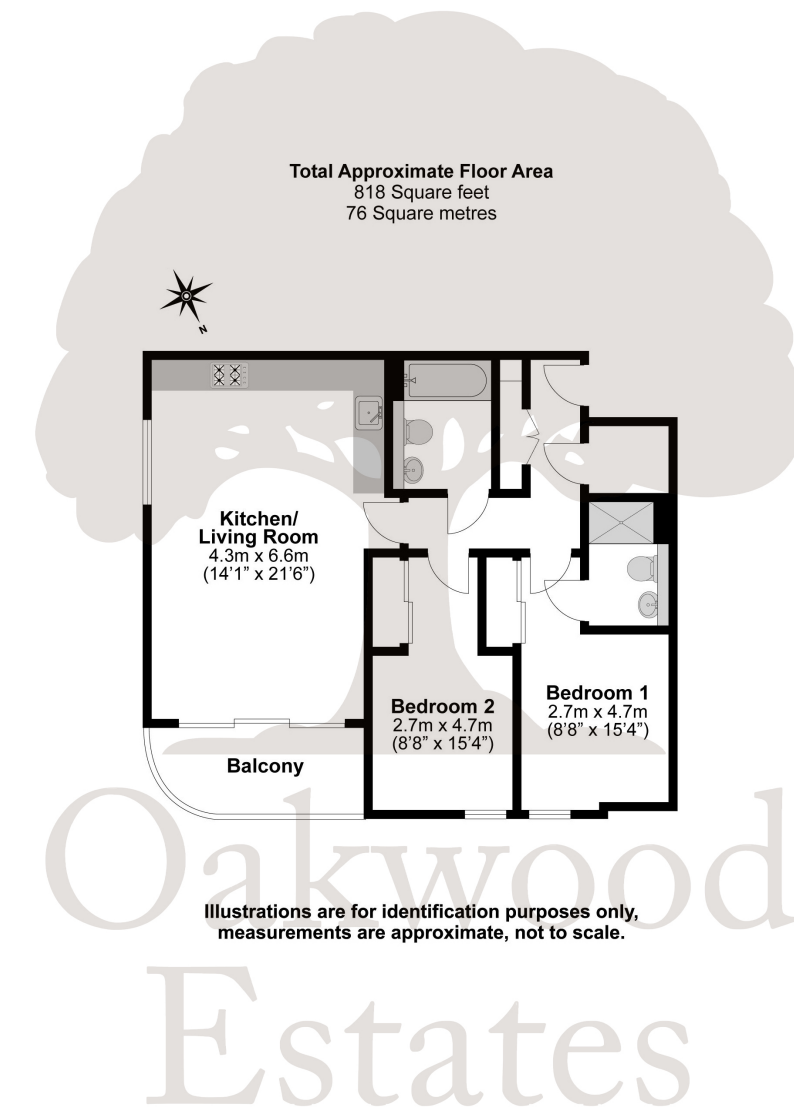 Total Approximate Floor Area
818 Square feet
76 Square metres
N
Kitchen/
Living Room
4.3m x 6.6m
(14'1" x 21'6")
Bedroom 2
2.7m x 4.7m
(8'8" x 15'4")
Bedroom 1
2.7m x 4.7m
(8'8" x 15'4")
Balcony
Oakwood
Illustrations are for identification purposes only,
measurements are approximate, not to scale.
Estates